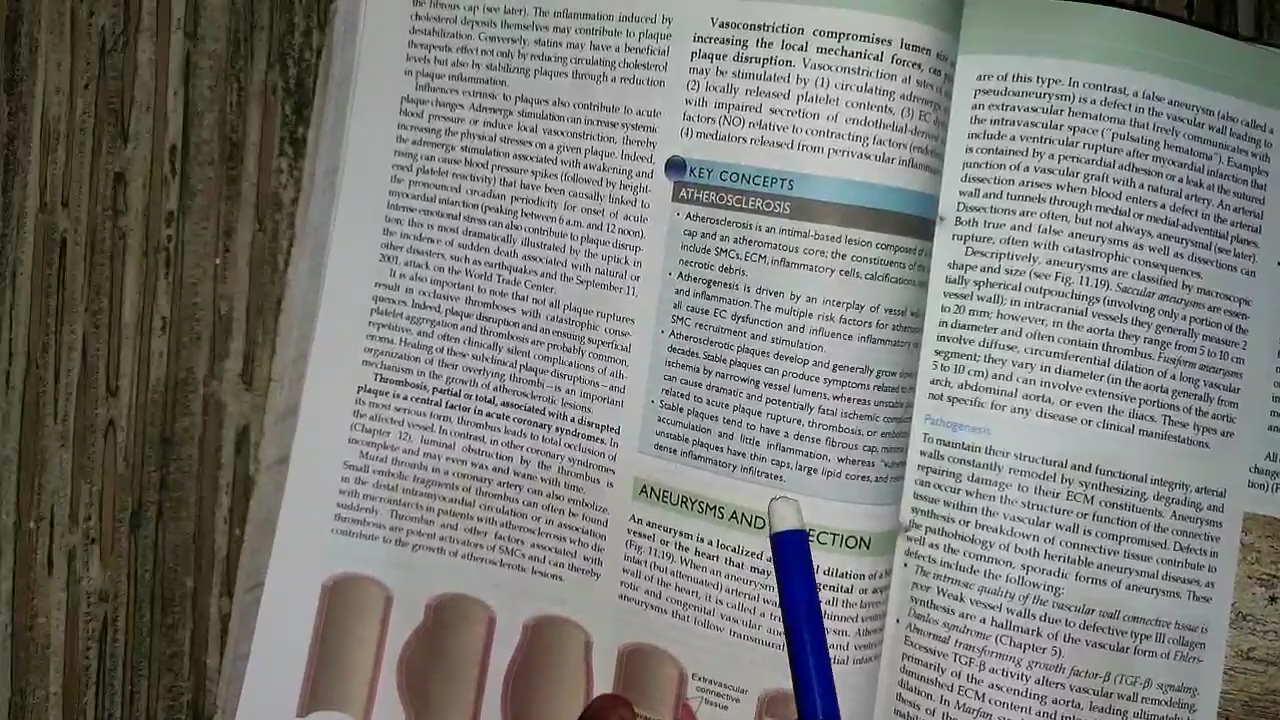 the fibrous cap (see later). The inflammation induced by
cholesterol deposits themselves may contribute to plaque
destabilization. Conversely, statins may have a beneficial
therapeutic effect not only by reducing circulating cholesterol
levels but also by stabilizing plaques through a reduction
in plaque inflammation.
Influences extrinsic to plaques also contribute to acute
plaque changes. Adrenergic stimulation can increase systemic
blood pressure or induce local vasoconstriction, thereby
increasing the physical stresses on a given plaque. Indeed,
the adrenergic stimulation associated with awakening and
rising can cause blood pressure spikes (followed by height-
ened platelet reactivity) that have been causally linked to
the pronounced circadian periodicity for onset of acute
myocardial infarction (peaking between 6 a.m. and 12 noon).
Intense emotional stress can also contribute to plaque disrup-
tion; this is most dramatically illustrated by the uptick in
the incidence of sudden death associated with natural or
other disasters, such as earthquakes and the September 11,
2001, attack on the World Trade Center.
It is also important to note that not all plaque ruptures
result in occlusive thromboses with catastrophic conse-
quences. Indeed, plaque disruption and an ensuing superficial
platelet aggregation and thrombosis are probably common,
repetitive, and often clinically silent complications of ath-
eroma. Healing of these subclinical plaque disruptions—and
organization of their overlying thrombi—is an important
mechanism in the growth of atherosclerotic lesions.
Thrombosis, partial or total, associated with a disrupted
plaque is a central factor in acute coronary syndromes. In
its most serious form, thrombus leads to total occlusion of
the affected vessel. In contrast, in other coronary syndromes
(Chapter 12), luminal obstruction by the thrombus is
incomplete and may even wax and wane with time.
Mural thrombi in a coronary artery can also embolize.
Small embolic fragments of thrombus can often be found
in the distal intramyocardial circulation or in association
with microinfarcts in patients with atherosclerosis who die
suddenly. Thrombin and other factors associated with
thrombosis are potent activators of SMCs and can thereby
contribute to the growth of atherosclerotic lesions.
Vasoconstriction compromises lumen size
increasing the local mechanical forces, can
plaque disruption. Vasoconstriction at sites of
may be stimulated by (1) circulating adrenergic
(2) locally released platelet contents, (3) EC
with impaired secretion of endothelial-derived
factors (NO) relative to contracting factors
(4) mediators released from perivascular
KEY CONCEPTS
ATHEROSCLEROSIS
• Atherosclerosis is an intimal-based lesion composed of a
cap and an atheromatous core; the constituents of the
include SMCs, ECM, inflammatory cells, calcifications,
necrotic debris.
• Atherogenesis is driven by an interplay of vessel
and inflammation. The multiple risk factors for
all cause EC dysfunction and influence inflammatory
SMC recruitment and stimulation.
• Atherosclerotic plaques develop and generally grow
decades. Stable plaques can produce symptoms related to
ischemia by narrowing vessel lumens, whereas unstable
can cause dramatic and potentially fatal ischemic
related to acute plaque rupture, thrombosis, or
• Stable plaques tend to have a dense fibrous cap,
accumulation and little inflammation, whereas
unstable plaques have thin caps, large lipid cores, and
dense inflammatory infiltrates.
ANEURYSMS AND ECTION
An aneurysm is a localized dilation of a
vessel or the heart that may
(Fig. 11.19). When an aneurysm all the
intact (but attenuated) arterial
wall of the heart, it is called a
rotic and congenital vascular
aneurysms that follow
Extravascular
connective
tissue
are of this type. In contrast, a false aneurysm (also called a
pseudoaneurysm) is a defect in the vascular wall leading to
an extravascular hematoma that freely communicates with
the intravascular space ("pulsating hematoma"). Examples
include a ventricular rupture after myocardial infarction that
is contained by a pericardial adhesion or a leak at the sutured
junction of a vascular graft with a natural artery. An arterial
dissection arises when blood enters a defect in the arterial
wall and tunnels through medial or medial-adventitial planes.
Dissections are often, but not always, aneurysmal (see later).
Both true and false aneurysms as well as dissections can
rupture, often with catastrophic consequences.
Descriptively, aneurysms are classified by macroscopic
shape and size (see Fig. 11.19). Saccular aneurysms are essen-
tially spherical outpouchings (involving only a portion of the
vessel wall); in intracranial vessels they generally measure 2
to 20 mm; however, in the aorta they range from 5 to 10 cm
in diameter and often contain thrombus. Fusiform aneurysms
involve diffuse, circumferential dilation of a long vascular
segment; they vary in diameter (in the aorta generally from
5 to 10 cm) and can involve extensive portions of the aortic
arch, abdominal aorta, or even the iliacs. These types are
not specific for any disease or clinical manifestations.
Pathogenesis
To maintain their structural and functional integrity, arterial
walls constantly remodel by synthesizing, degrading, and
repairing damage to their ECM constituents. Aneurysms
can occur when the structure or function of the connective
tissue within the vascular wall is compromised. Defects in
synthesis or breakdown of connective tissue contribute to
the pathobiology of both heritable aneurysmal diseases, as
well as the common, sporadic forms of aneurysms. These
defects include the following:
• The intrinsic quality of the vascular wall connective tissue is
poor. Weak vessel walls due to defective type III collagen
synthesis are a hallmark of the vascular form of Ehlers-
Danlos syndrome (Chapter 5).
• Abnormal transforming growth factor-β (TGF-β) signaling.
Excessive TGF-β activity alters vascular wall remodeling,
primarily of the ascending aorta, leading ultimately
diminished ECM content and
dilation. In Marfan
thesis of the